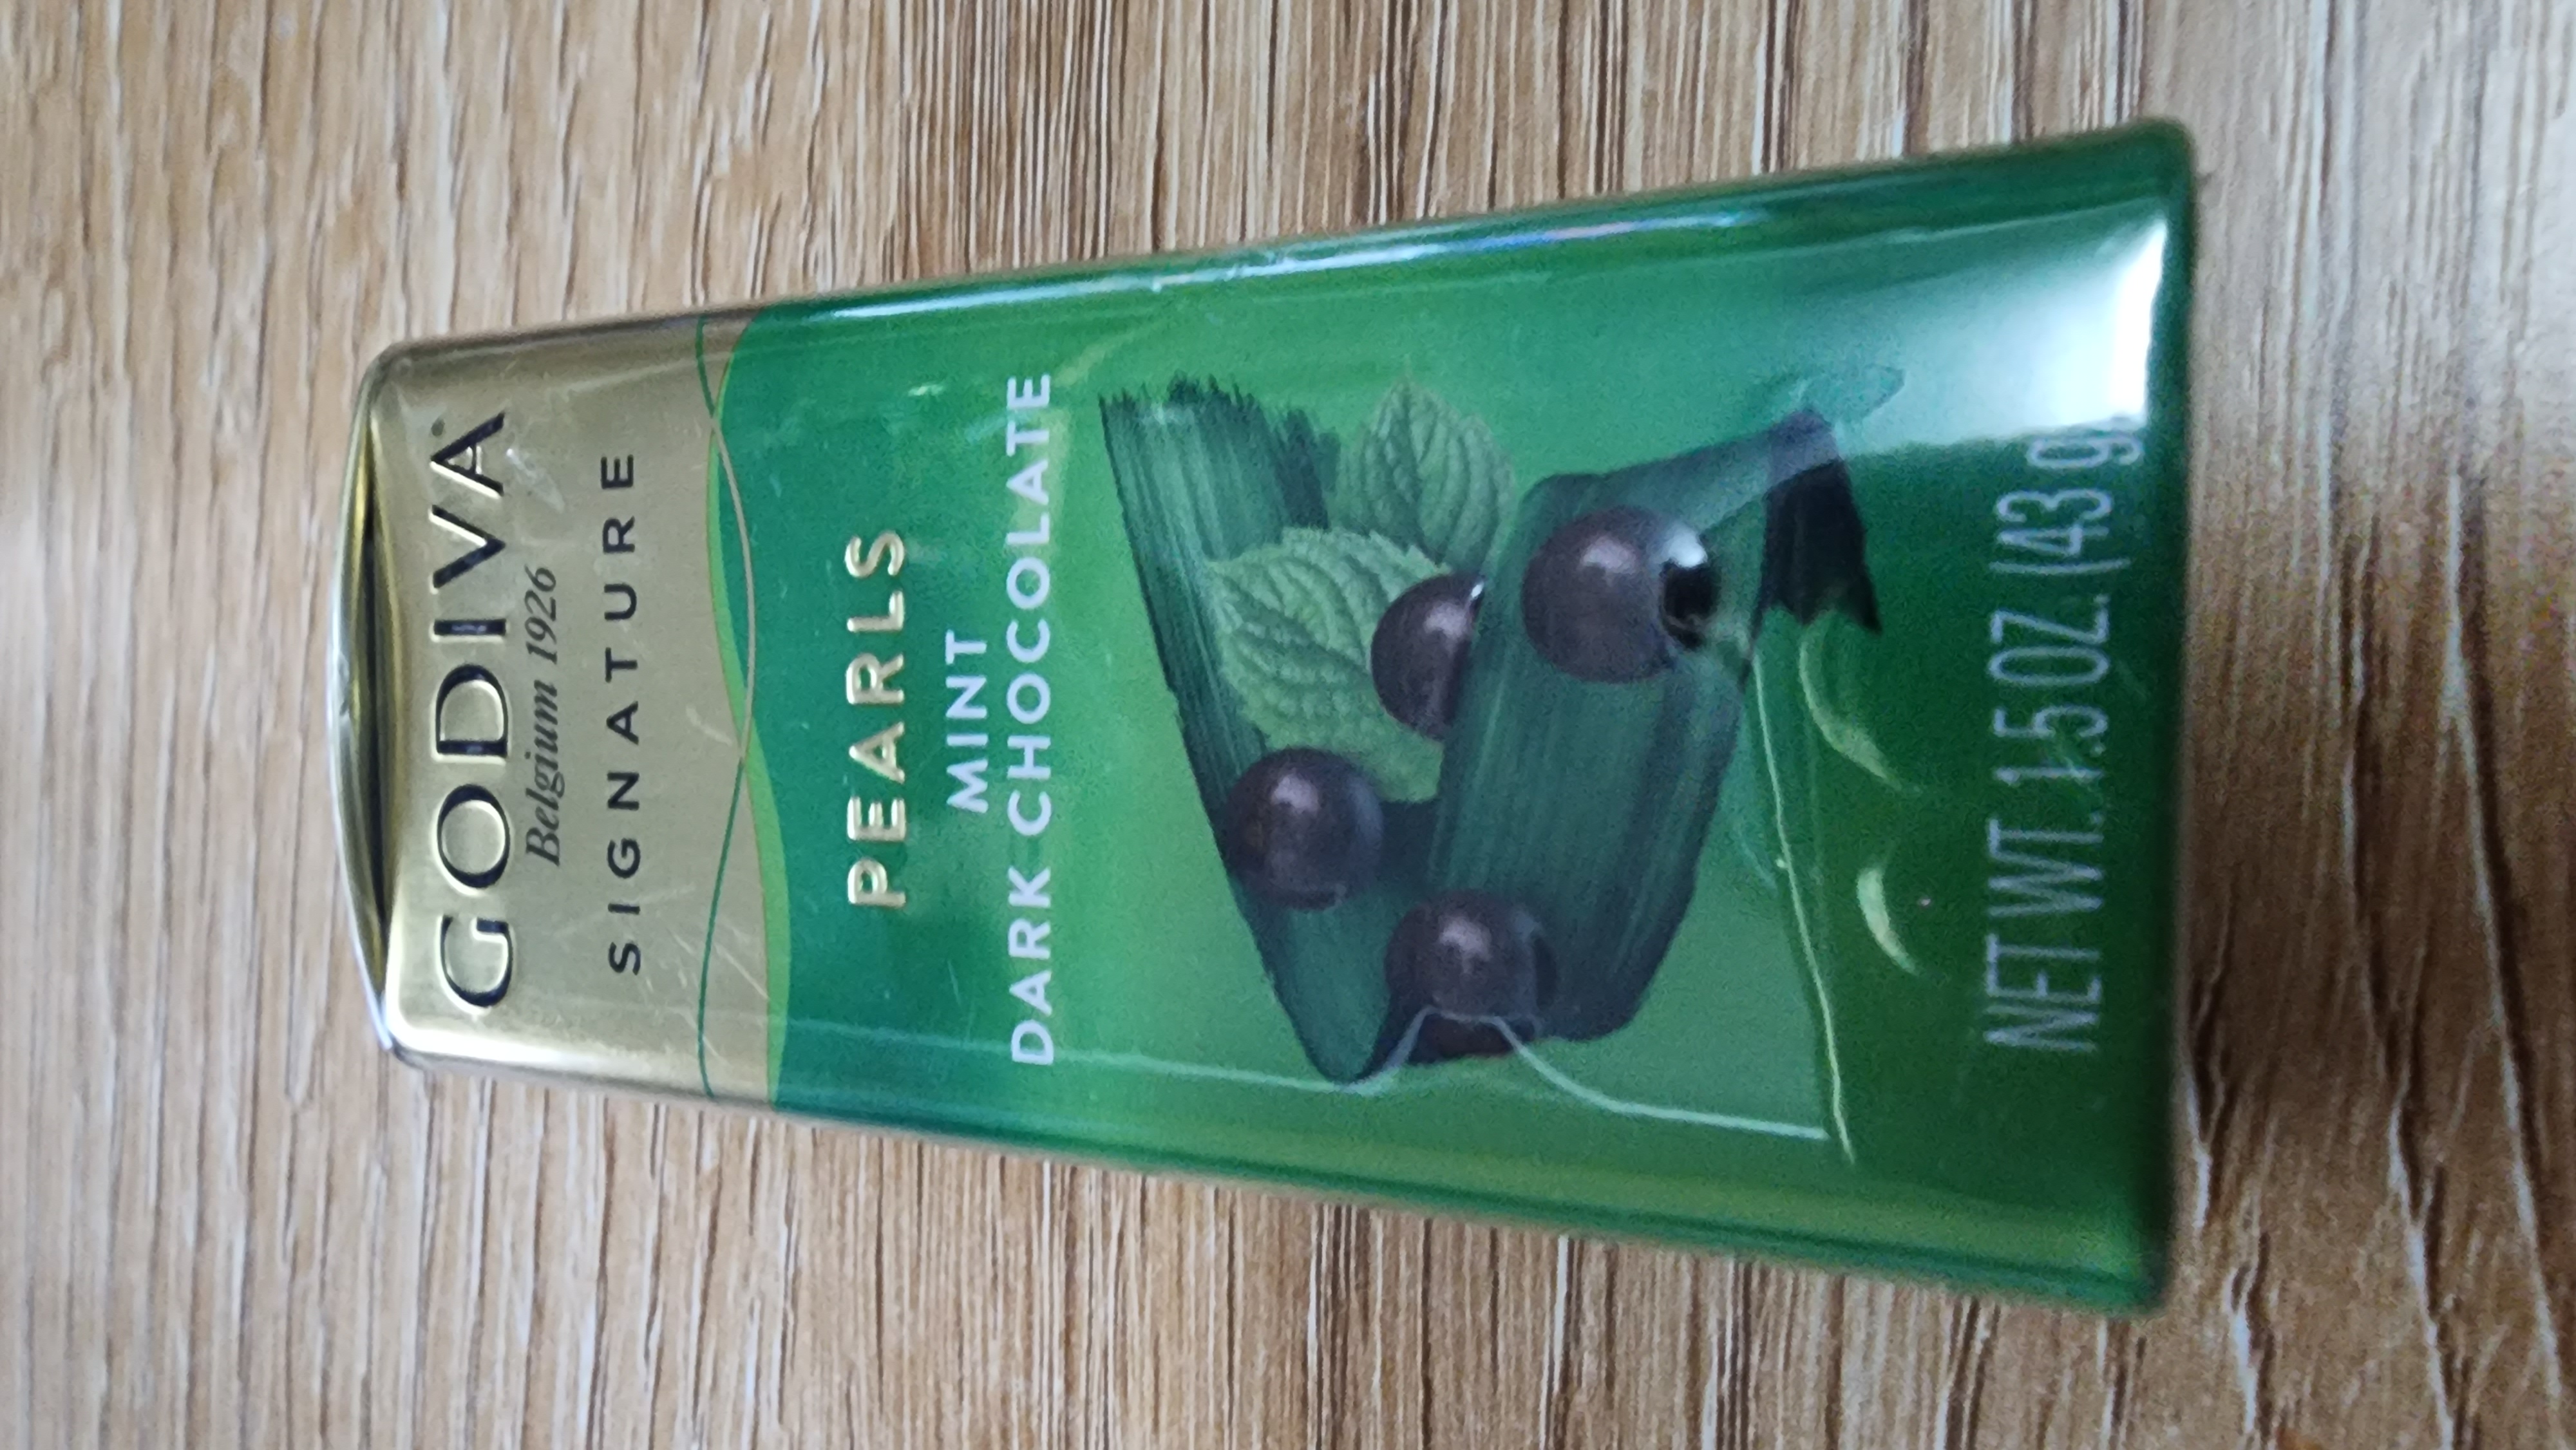 GODIVA
Belgium 1926
SIGNATURE
PEARLS
MINT
DARK CHOCOLATE
NET WT. 1.5 OZ. (43 g)